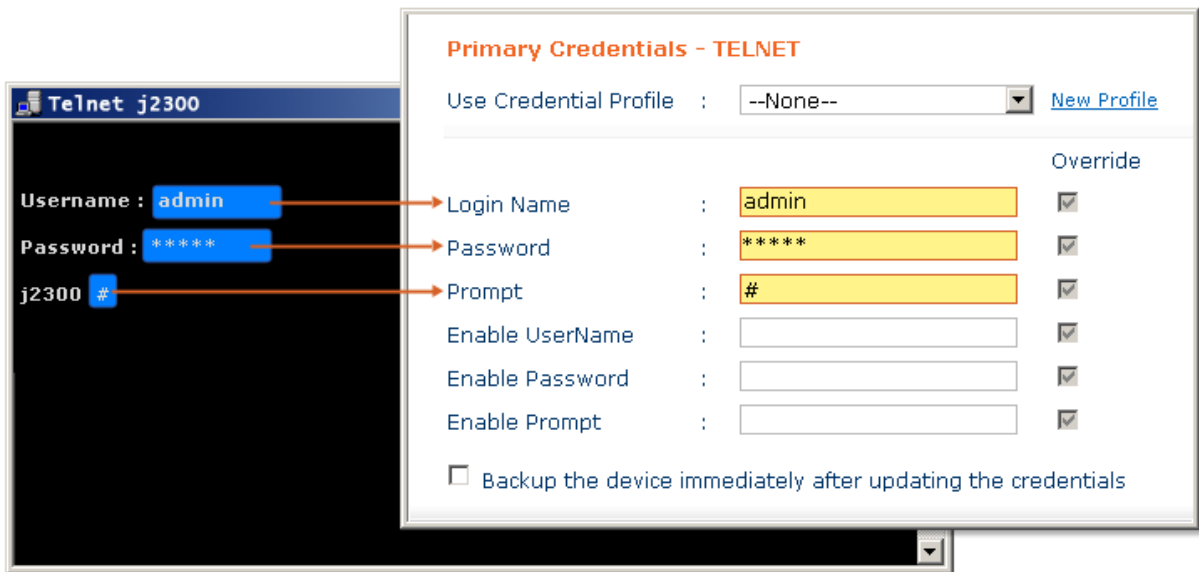 Telnet j2300
Username : admin
Password : *****
j2300 #
Primary Credentials - TELNET
Use Credential Profile : --None-- New Profile
Override
Login Name : admin
Password : *****
Prompt : #
Enable UserName :
Enable Password :
Enable Prompt :
Backup the device immediately after updating the credentials